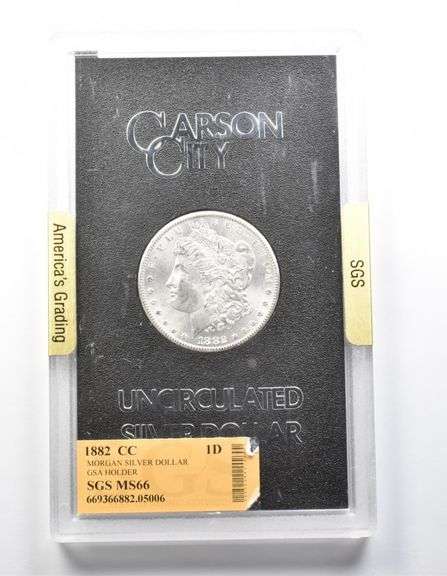 CARSON
CITY
America's Grading
SGS
1882
UNCIRCULATED
SILVER DOLLAR
1882 CC 1D
MORGAN SILVER DOLLAR
GSA HOLDER
SGS MS66
669366882.05006